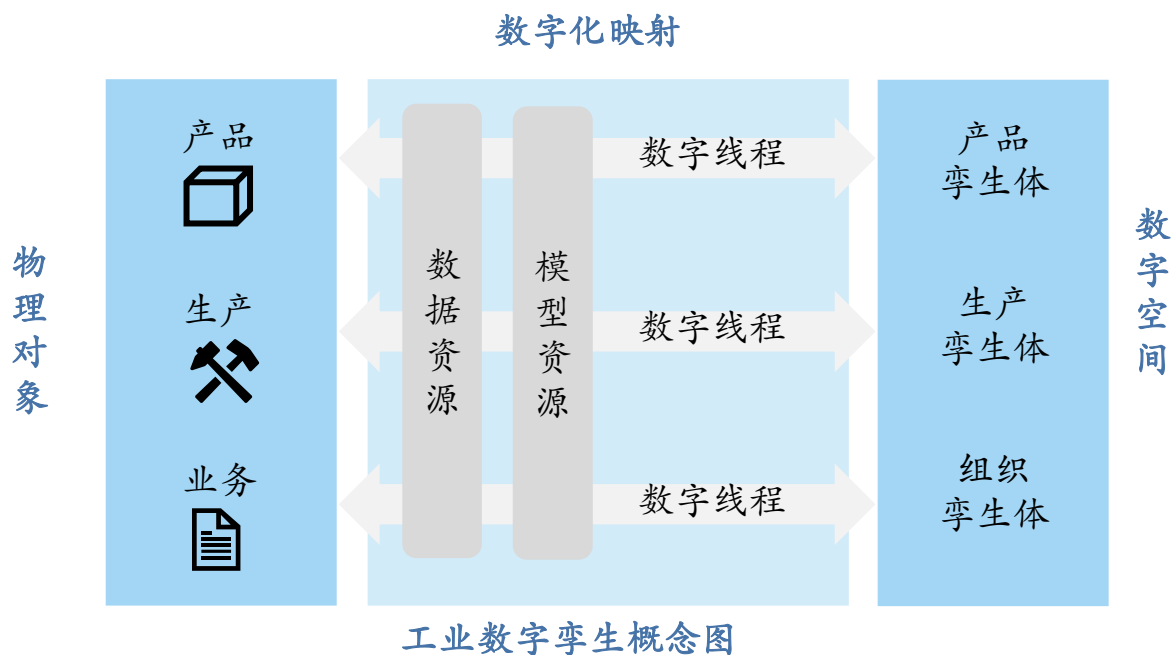 数字化映射
物理对象
产品
生产
业务
数据资源
模型资源
数字线程
数字线程
数字线程
产品
孪生体
生产
孪生体
组织
孪生体
数字空间
工业数字孪生概念图